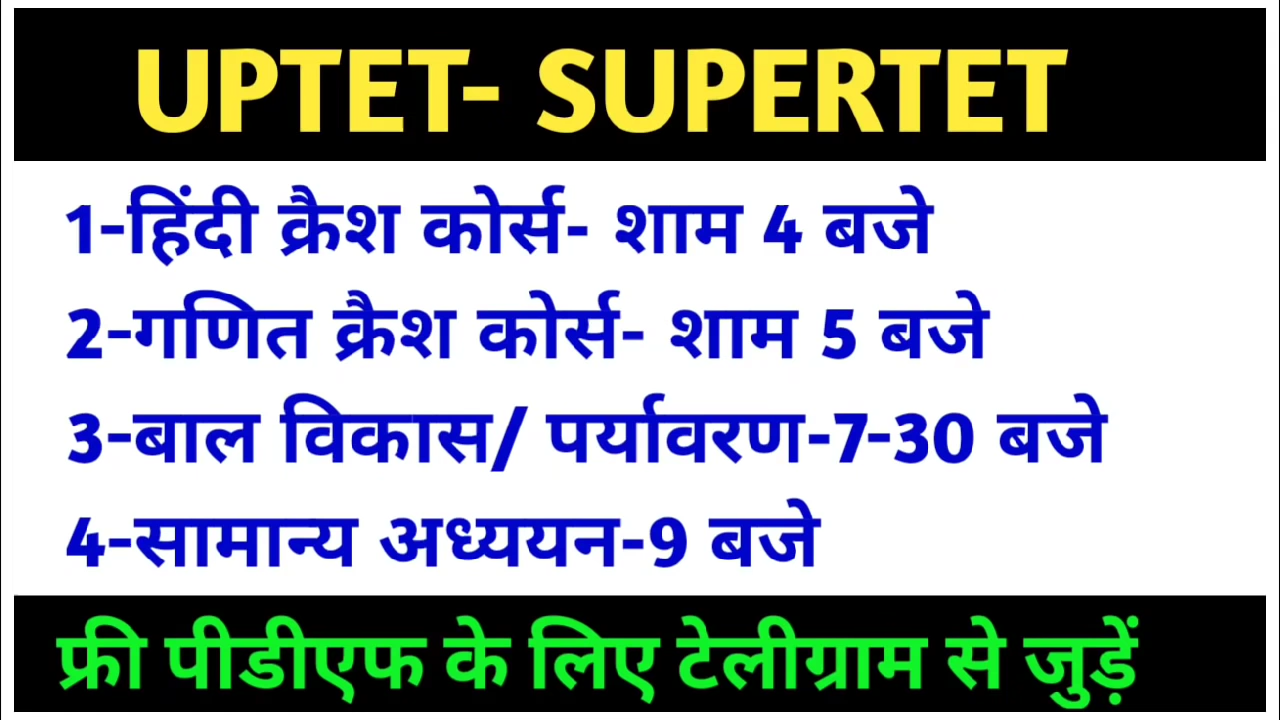 UPTET- SUPERTET
1-हिंदी क्रैश कोर्स- शाम 4 बजे
2-गणित क्रैश कोर्स- शाम 5 बजे
3-बाल विकास/ पर्यावरण-7-30 बजे
4-सामान्य अध्ययन-9 बजे
फ्री पीडीएफ के लिए टेलीग्राम से जुड़ें